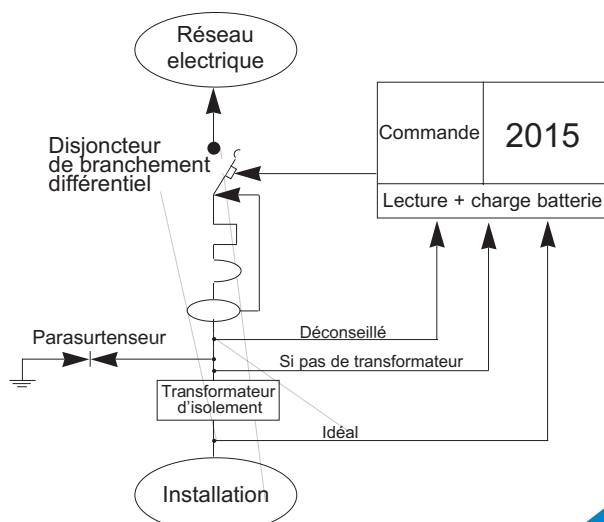 Réseau
electrique
Disjoncteur
de branchement
différentiel
Commande
2015
Lecture + charge batterie
Déconseillé
Parasurtenseur
Si pas de transformateur
Transformateur
d'isolement
Idéal
Installation